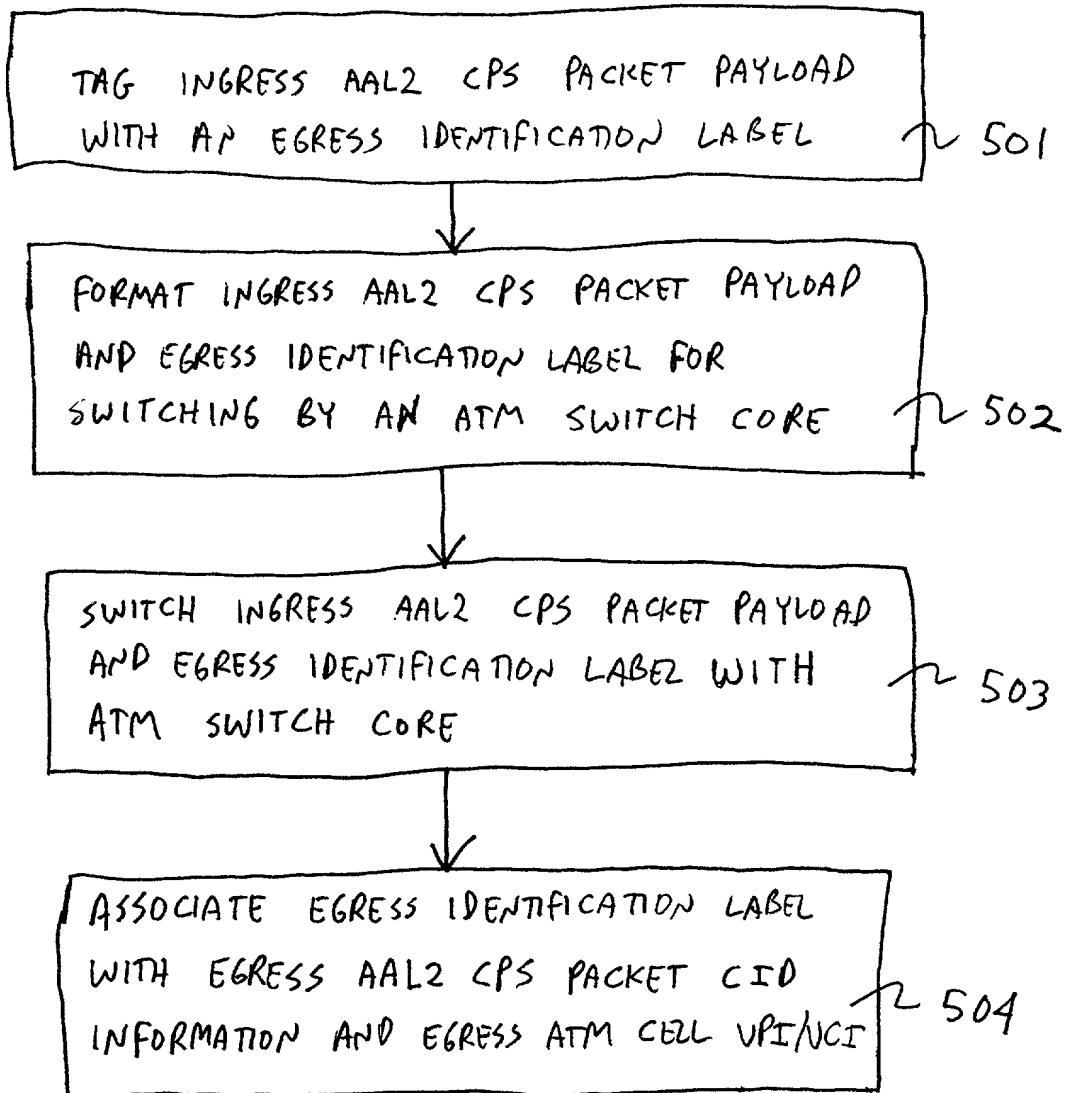 TAG INGRESS AAL2 CPS PACKET PAYLOAD
WITH AN EGRESS IDENTIFICATION LABEL
501
FORMAT INGRESS AAL2 CPS PACKET PAYLOAD
AND EGRESS IDENTIFICATION LABEL FOR
SWITCHING BY AN ATM SWITCH CORE
502
SWITCH INGRESS AAL2 CPS PACKET PAYLOAD
AND EGRESS IDENTIFICATION LABEL WITH
ATM SWITCH CORE
503
ASSOCIATE EGRESS IDENTIFICATION LABEL
WITH EGRESS AAL2 CPS PACKET CID
INFORMATION AND EGRESS ATM CELL VPI/VCI
504